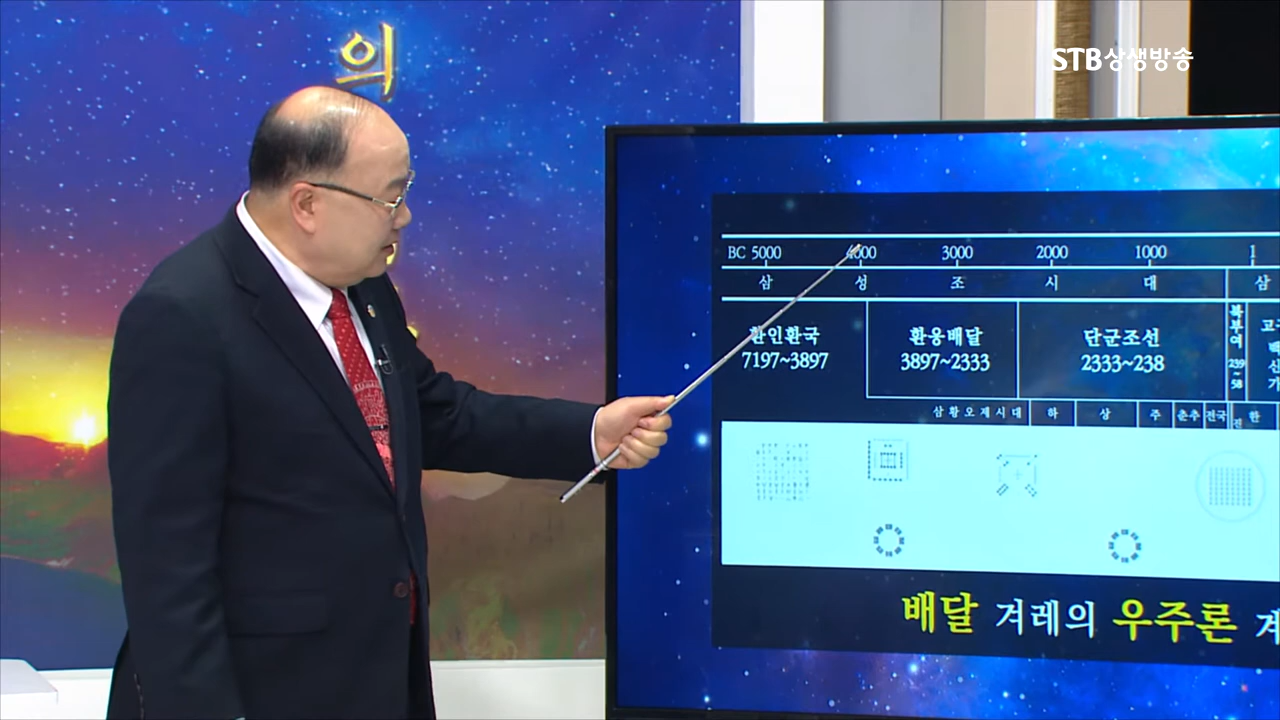 의
STB상생방송
BC 5000 4000 3000 2000 1000 1
삼 성 조 시 대 삼
환인환국
7197~3897
환웅배달
3897~2333
단군조선
2333~238
북부여
239~58
삼황오제시대 하 상 주 춘추 전국 진 한
배달 겨레의 우주론